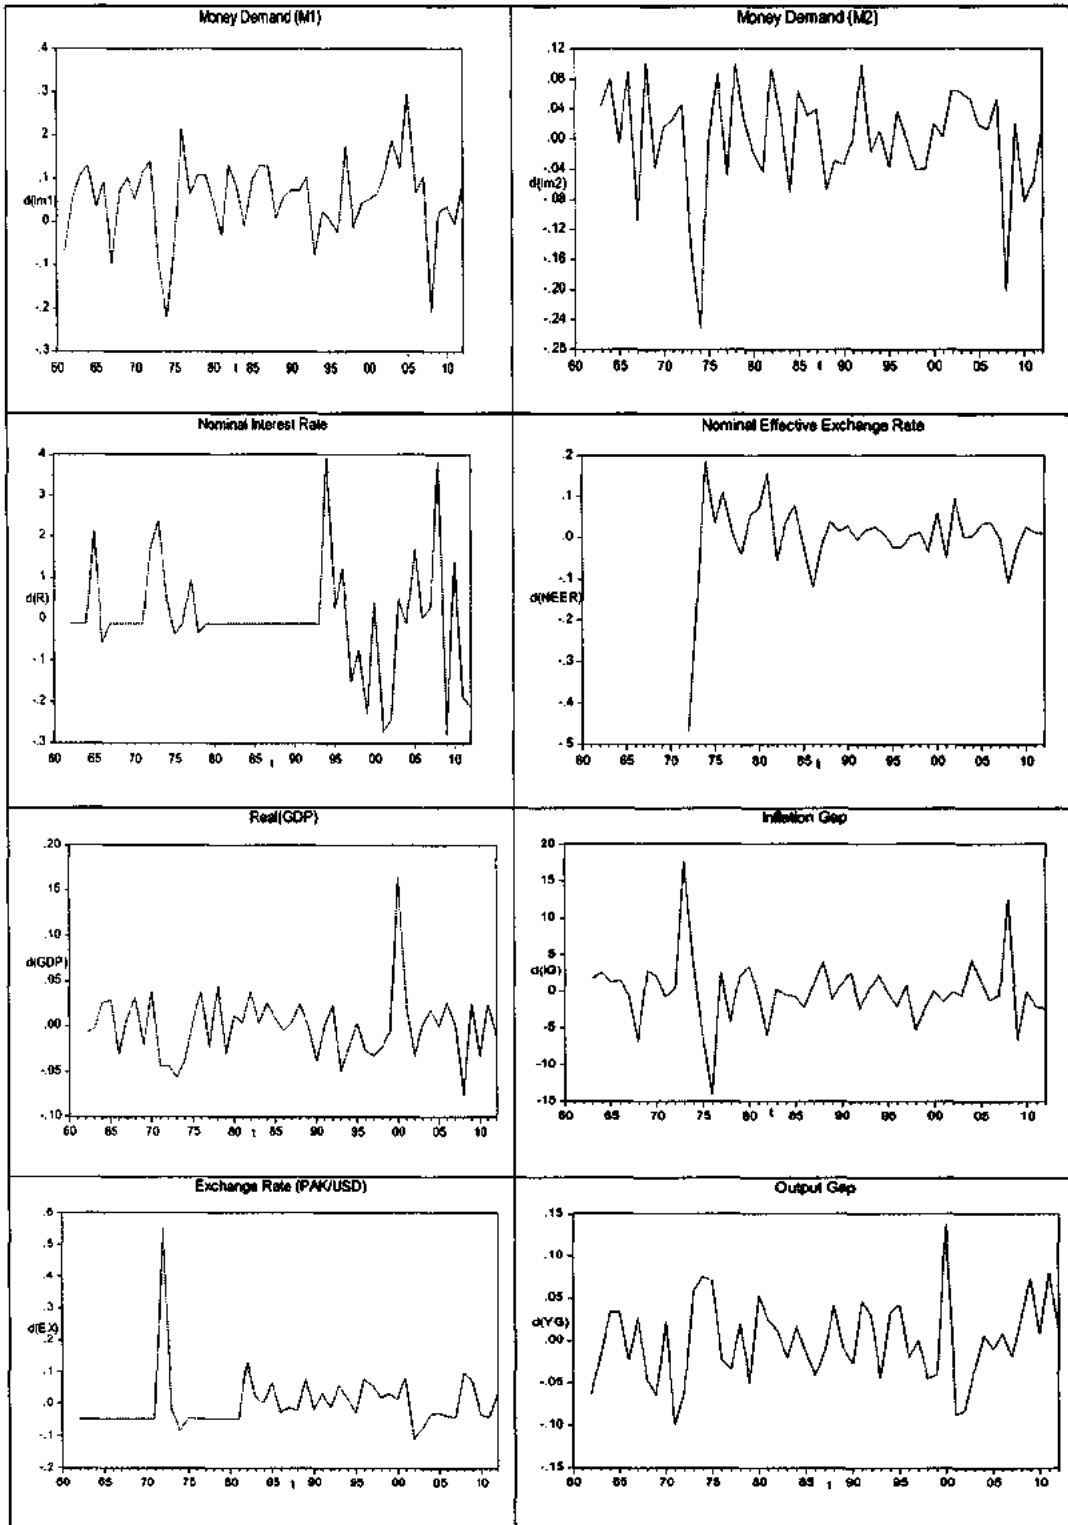 Money Demand (M1)
.4
.3
.2
.1
d(lm1)
0
-.1
-.2
-.3
60 65 70 75 80 t 85 90 95 00 05 10
Money Demand (M2)
0.12
.08
.04
.00
-.04
d(lm2)
-0.08
-.12
-.16
-.20
-0.24
-.28
60 65 70 75 80 85 t 90 95 00 05 10
Nominal Interest Rate
.4
.3
.2
.1
d(R)
0
-.1
-.2
-.3
60 65 70 75 80 85 t 90 95 00 05 10
Nominal Effective Exchange Rate
.2
.1
.0
-.1
d(NEER)
-.2
-.3
-.4
-.5
60 65 70 75 80 85 t 90 95 00 05 10
Real(GDP)
.20
.15
.10
d(GDP)
.05
.00
-.05
-.10
60 65 70 75 80 t 85 90 95 00 05 10
Inflation Gap
20
15
10
5
d(IG)
0
-5
-10
-15
60 65 70 75 80 t 85 90 95 00 05 10
Exchange Rate (PAK/USD)
.6
.5
.4
.3
d(EX)
.2
.1
.0
-0.1
-0.2
60 65 70 75 80 85 t 90 95 00 05 10
Output Gap
.15
.10
.05
d(YG)
.00
-.05
-.10
-.15
60 65 70 75 80 85 90 t 95 00 05 10